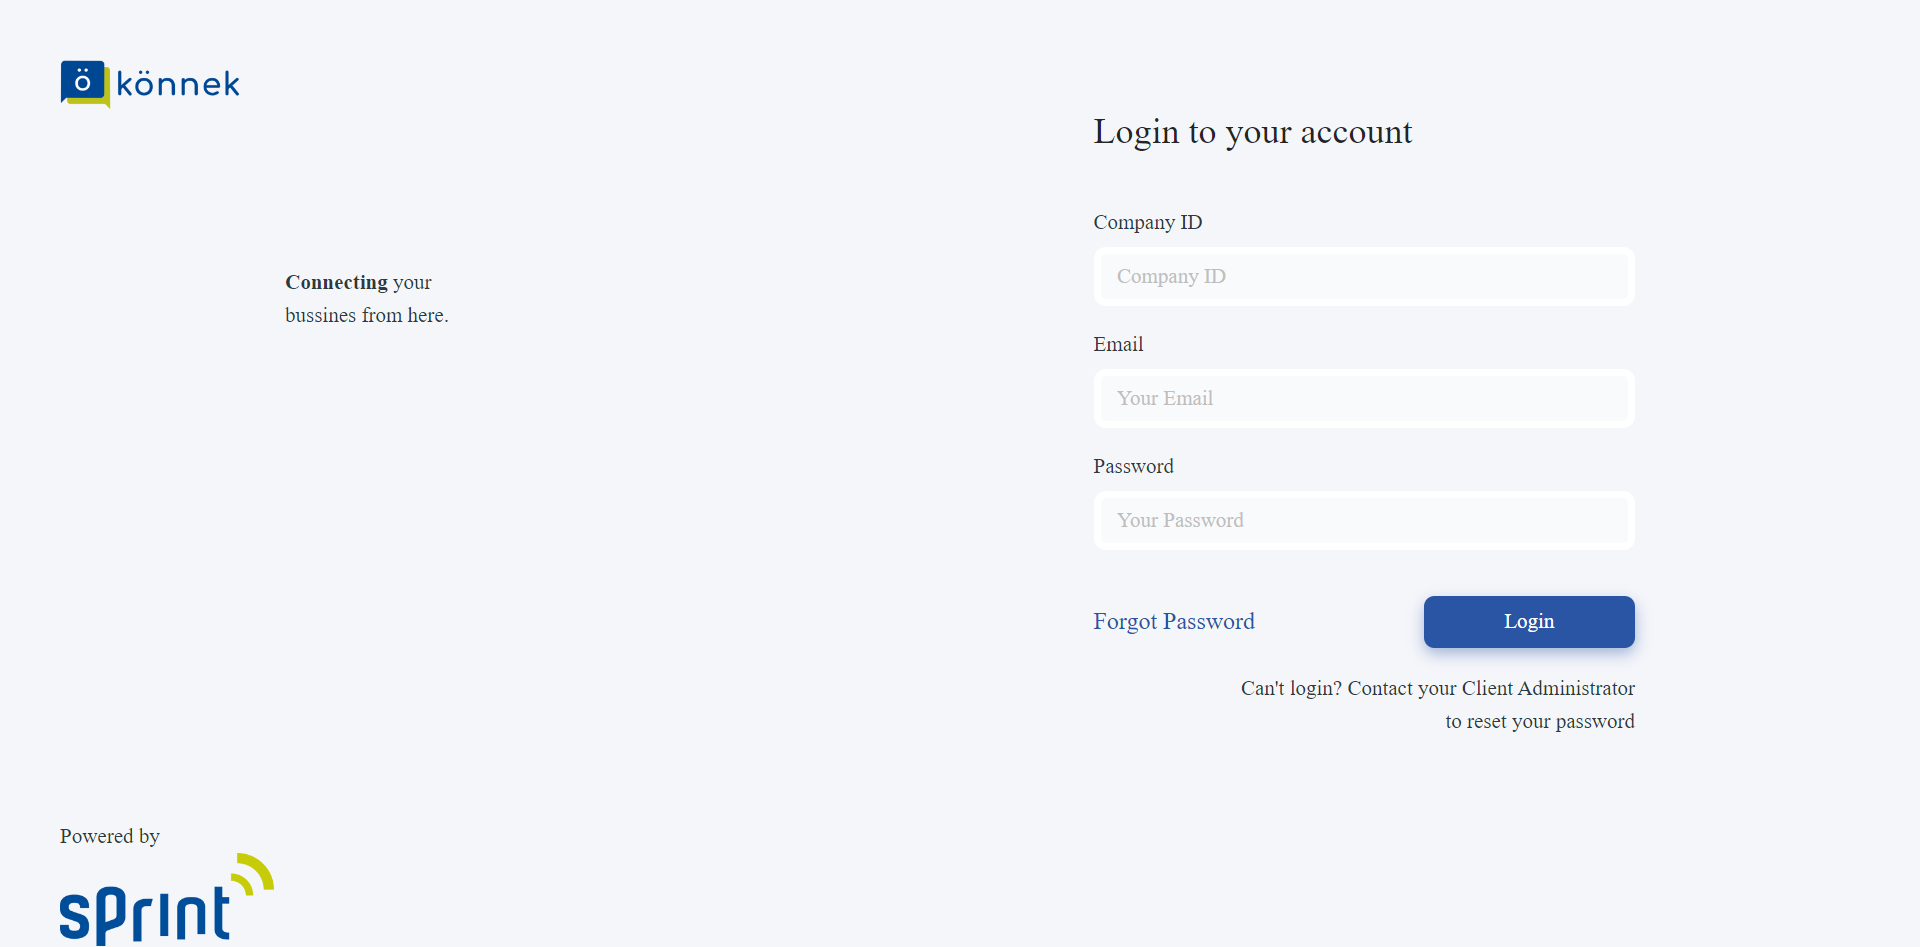 ö könnek
Connecting your
bussines from here.
Powered by
sprint
Login to your account
Company ID
Company ID
Email
Your Email
Password
Your Password
Forgot Password
Login
Can't login? Contact your Client Administrator
to reset your password